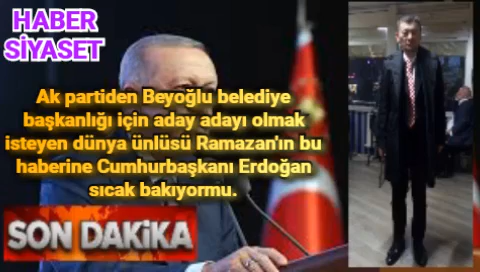 HABER
SİYASET
Ak partiden Beyoğlu belediye
başkanlığı için aday adayı olmak
isteyen dünya ünlüsü Ramazan'ın bu
haberine Cumhurbaşkanı Erdoğan
sıcak bakıyormu.
SON DAKİKA